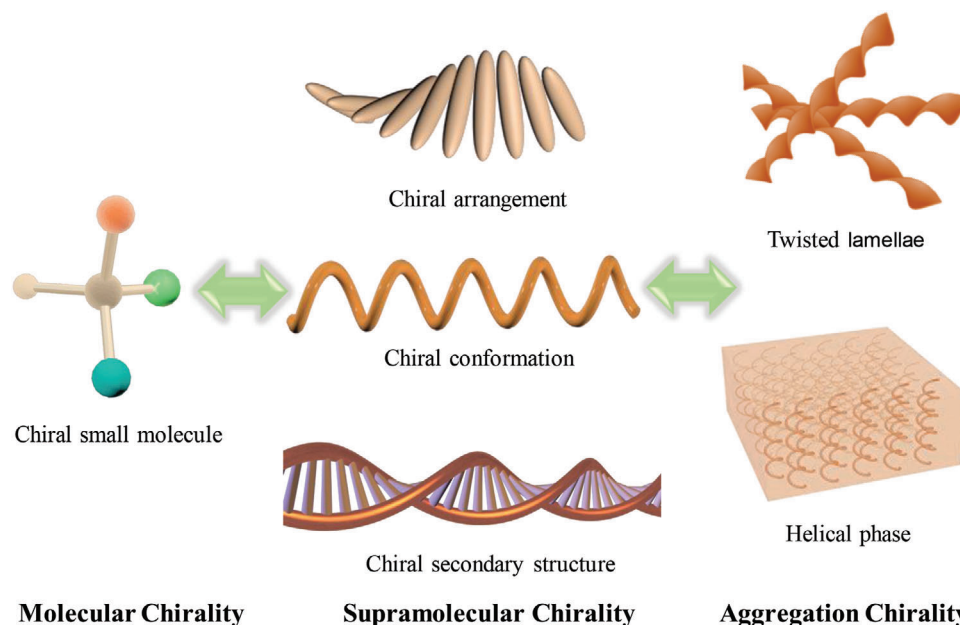 Chiral arrangement
Twisted lamellae
Chiral conformation
Chiral small molecule
Helical phase
Chiral secondary structure
Molecular Chirality
Supramolecular Chirality
Aggregation Chirality